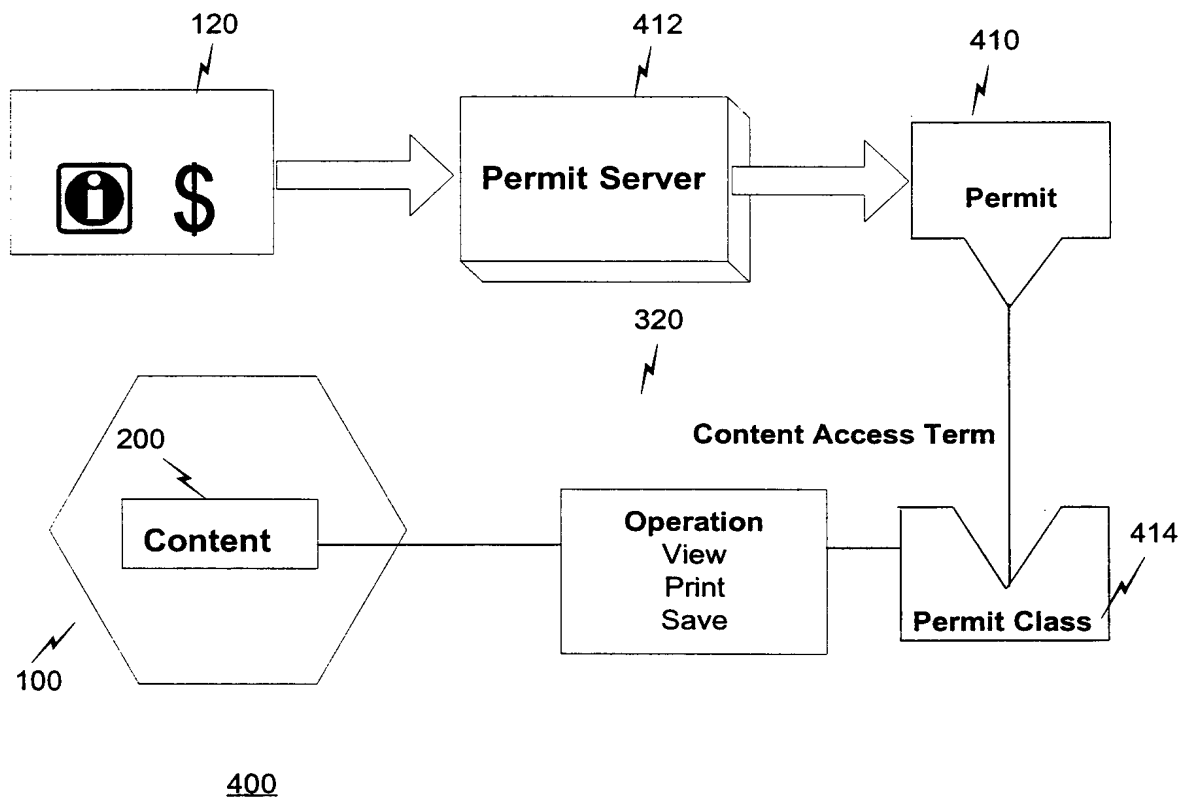 120
412
410
i $
Permit Server
Permit
320
Content Access Term
200
Content
Operation
View
Print
Save
414
Permit Class
100
400